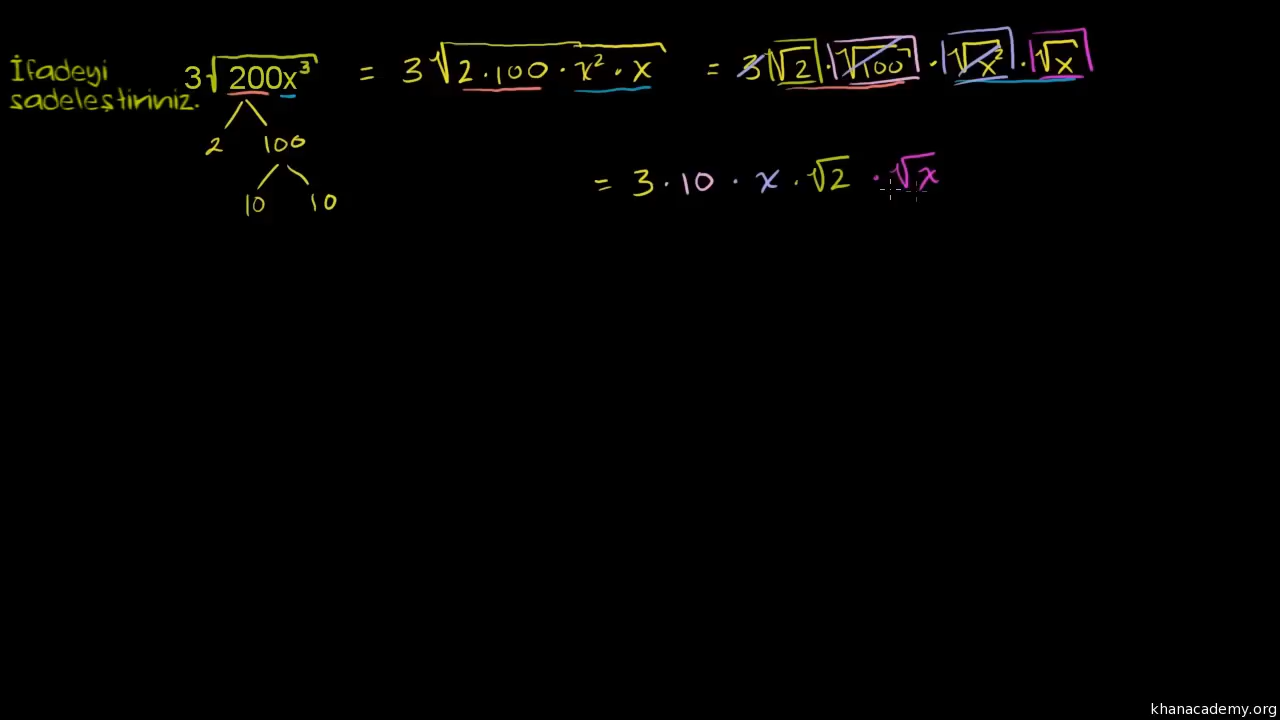 İfadeyi sadeleştiriniz.
3√200x³ = 3√2·100·x²·x = 3√2·√100·√x²·√x
2 100
10 10
= 3·10·x·√2·√x
khanacademy.org